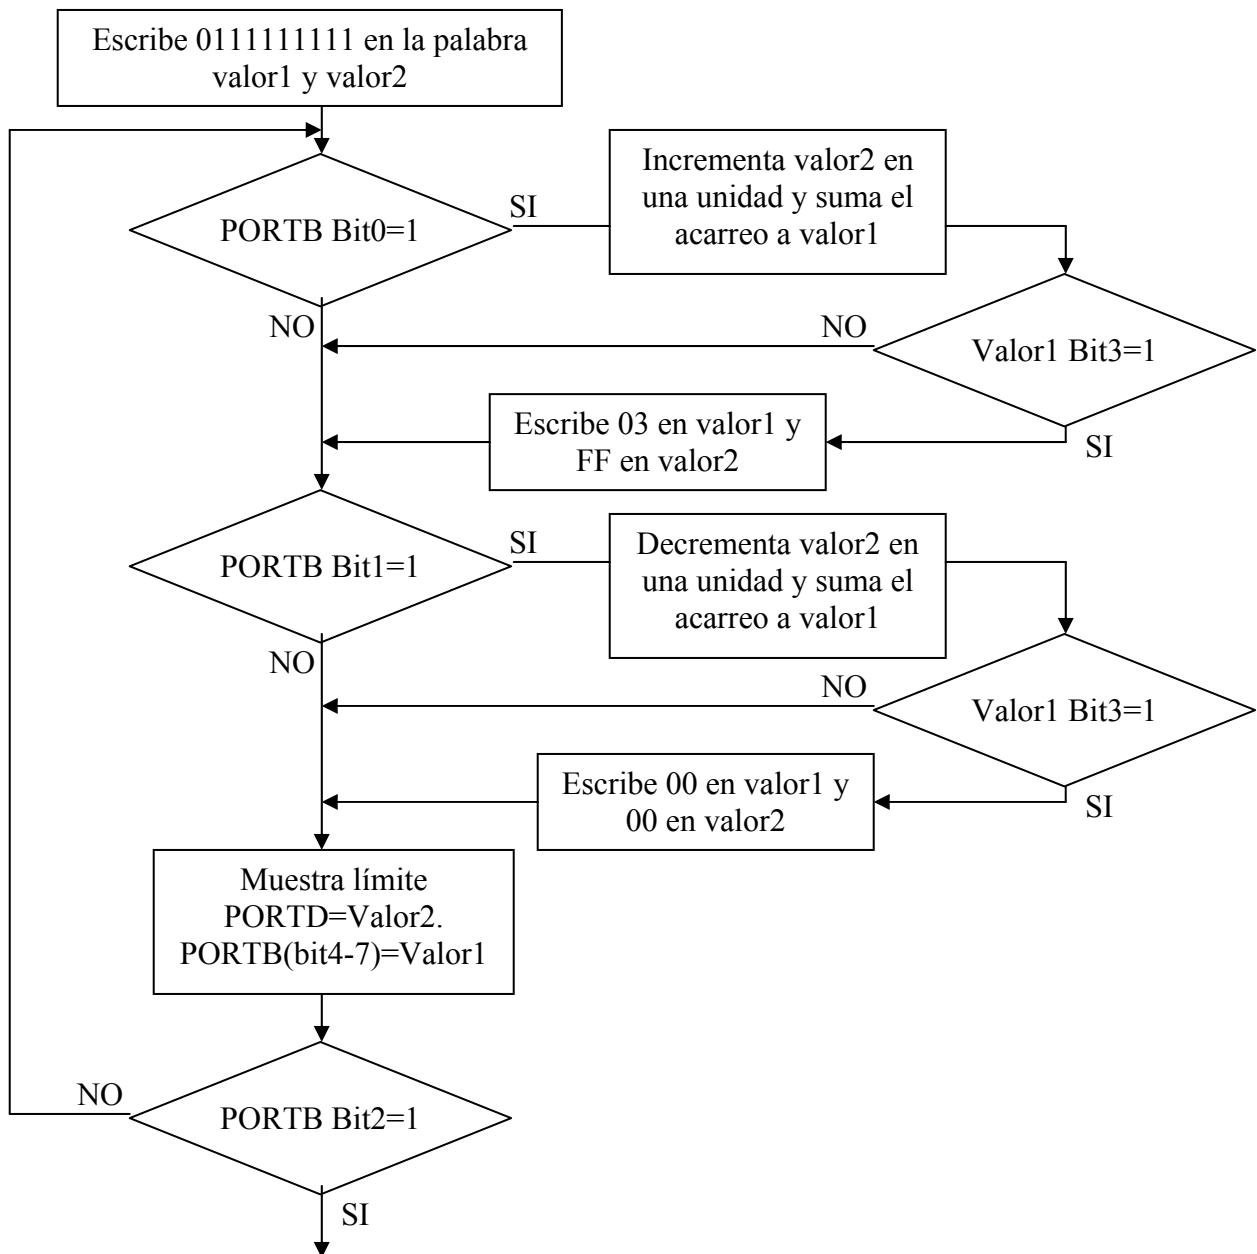 Escribe 0111111111 en la palabra
valor1 y valor2
Incrementa valor2 en
una unidad y suma el
acarreo a valor1
PORTB Bit0=1
SI
NO
NO
Valor1 Bit3=1
SI
Escribe 03 en valor1 y
FF en valor2
PORTB Bit1=1
SI
Decrementa valor2 en
una unidad y suma el
acarreo a valor1
NO
NO
Valor1 Bit3=1
SI
Escribe 00 en valor1 y
00 en valor2
Muestra límite
PORTD=Valor2.
PORTB(bit4-7)=Valor1
NO
PORTB Bit2=1
SI